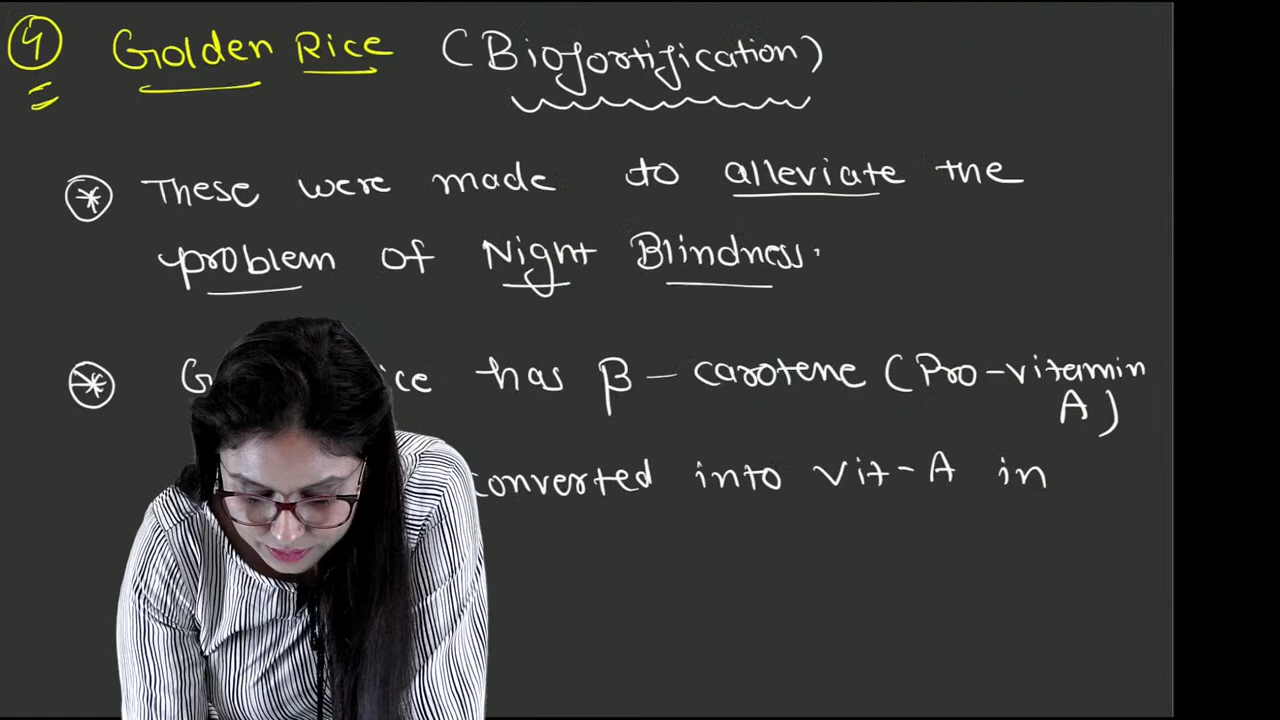 ④ Golden Rice (Biofortification)
These were made to alleviate the
problem of Night Blindness.
has β-carotene (Pro-vitamin
A)
converted into Vit-A in